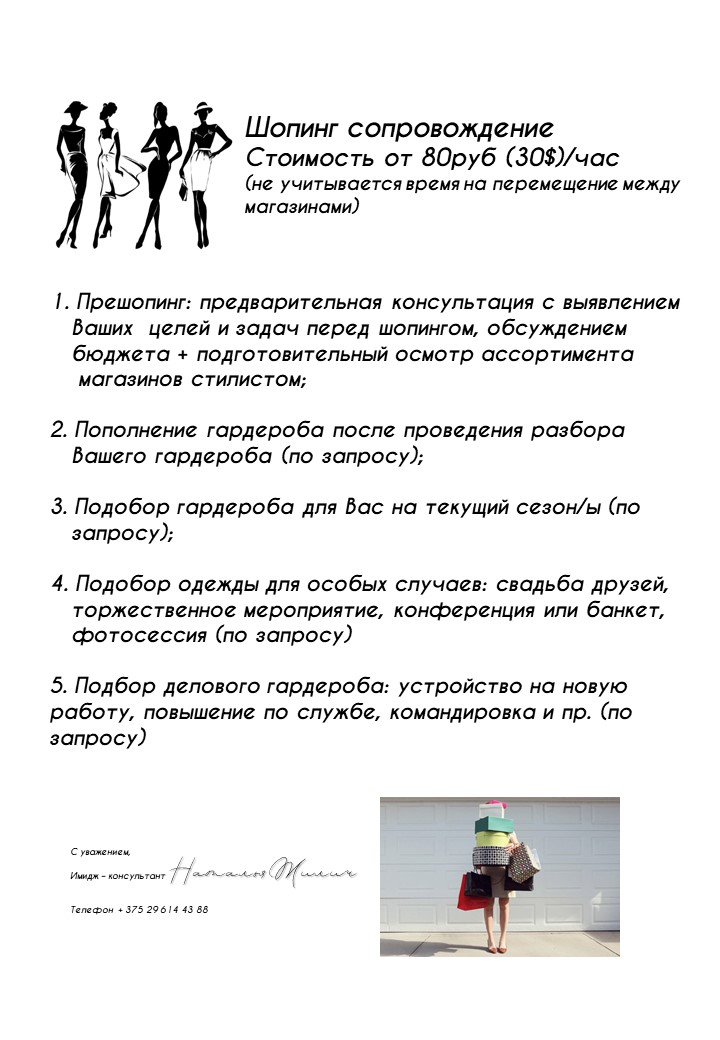 Шопинг сопровождение
Стоимость от 80руб (30$)/час
(не учитывается время на перемещение между
магазинами)
1. Прешопинг: предварительная консультация с выявлением
Ваших целей и задач перед шопингом, обсуждением
бюджета + подготовительный осмотр ассортимента
магазинов стилистом;
2. Пополнение гардероба после проведения разбора
Вашего гардероба (по запросу);
3. Подобор гардероба для Вас на текущий сезон/ы (по
запросу);
4. Подобор одежды для особых случаев: свадьба друзей,
торжественное мероприятие, конференция или банкет,
фотосессия (по запросу)
5. Подбор делового гардероба: устройство на новую
работу, повышение по службе, командировка и пр. (по
запросу)
С уважением,
Имидж – консультант Наталья Милич
Телефон + 375 29 614 43 88